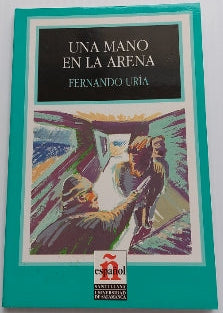 UNA MANO
EN LA ARENA
FERNANDO URÍA
ñ
español
SANTILLANA
UNIVERSIDAD
DE SALAMANCA